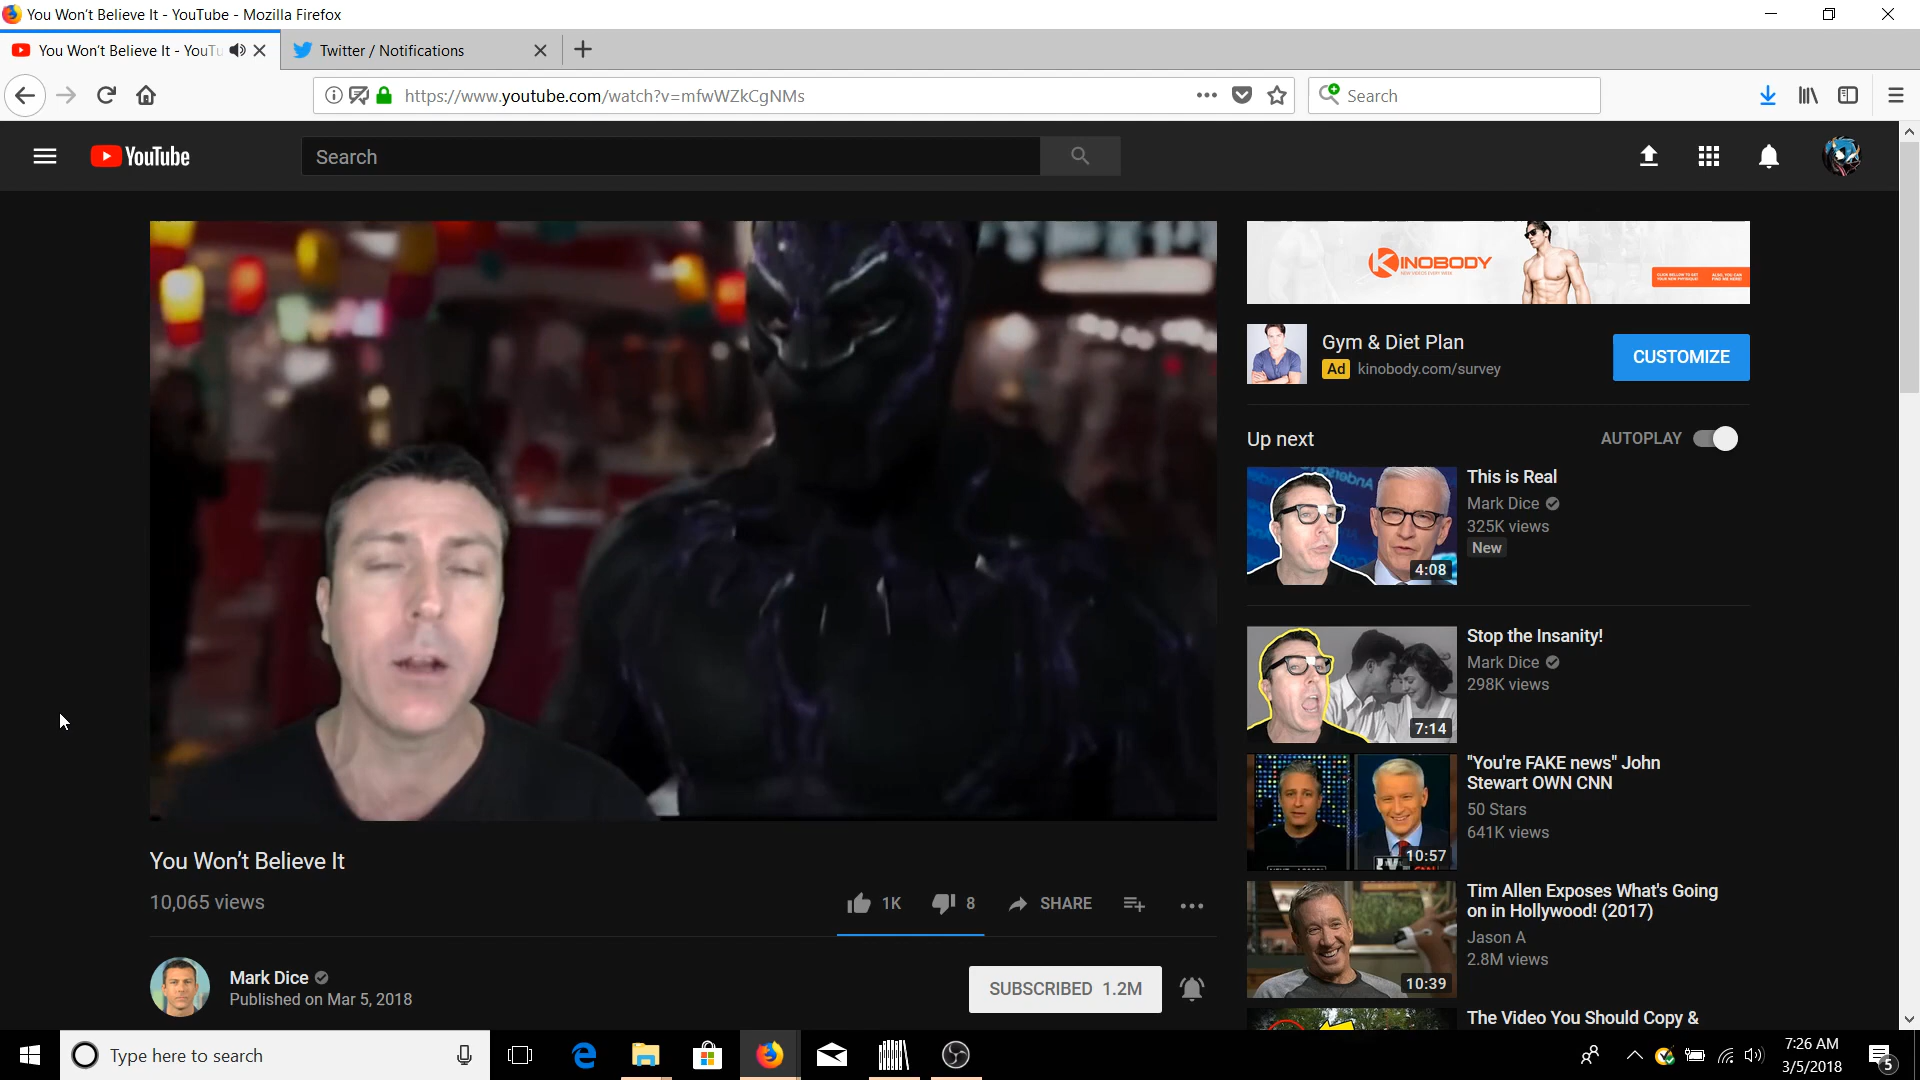 You Won't Believe It - YouTube - Mozilla Firefox
You Won't Believe It - YouTu
Twitter / Notifications
https://www.youtube.com/watch?v=mfwWZkCgNMs
Search
YouTube
Search
KINOBODY
NEW VIDEOS EVERY WEEK
Gym & Diet Plan
Ad kinobody.com/survey
CUSTOMIZE
Up next
AUTOPLAY
This is Real
Mark Dice
325K views
New
4:08
Stop the Insanity!
Mark Dice
298K views
7:14
"You're FAKE news" John
Stewart OWN CNN
50 Stars
641K views
10:57
Tim Allen Exposes What's Going
on in Hollywood! (2017)
Jason A
2.8M views
10:39
The Video You Should Copy &
You Won't Believe It
10,065 views
1K
8
SHARE
Mark Dice
Published on Mar 5, 2018
SUBSCRIBED 1.2M
Type here to search
7:26 AM
3/5/2018
5